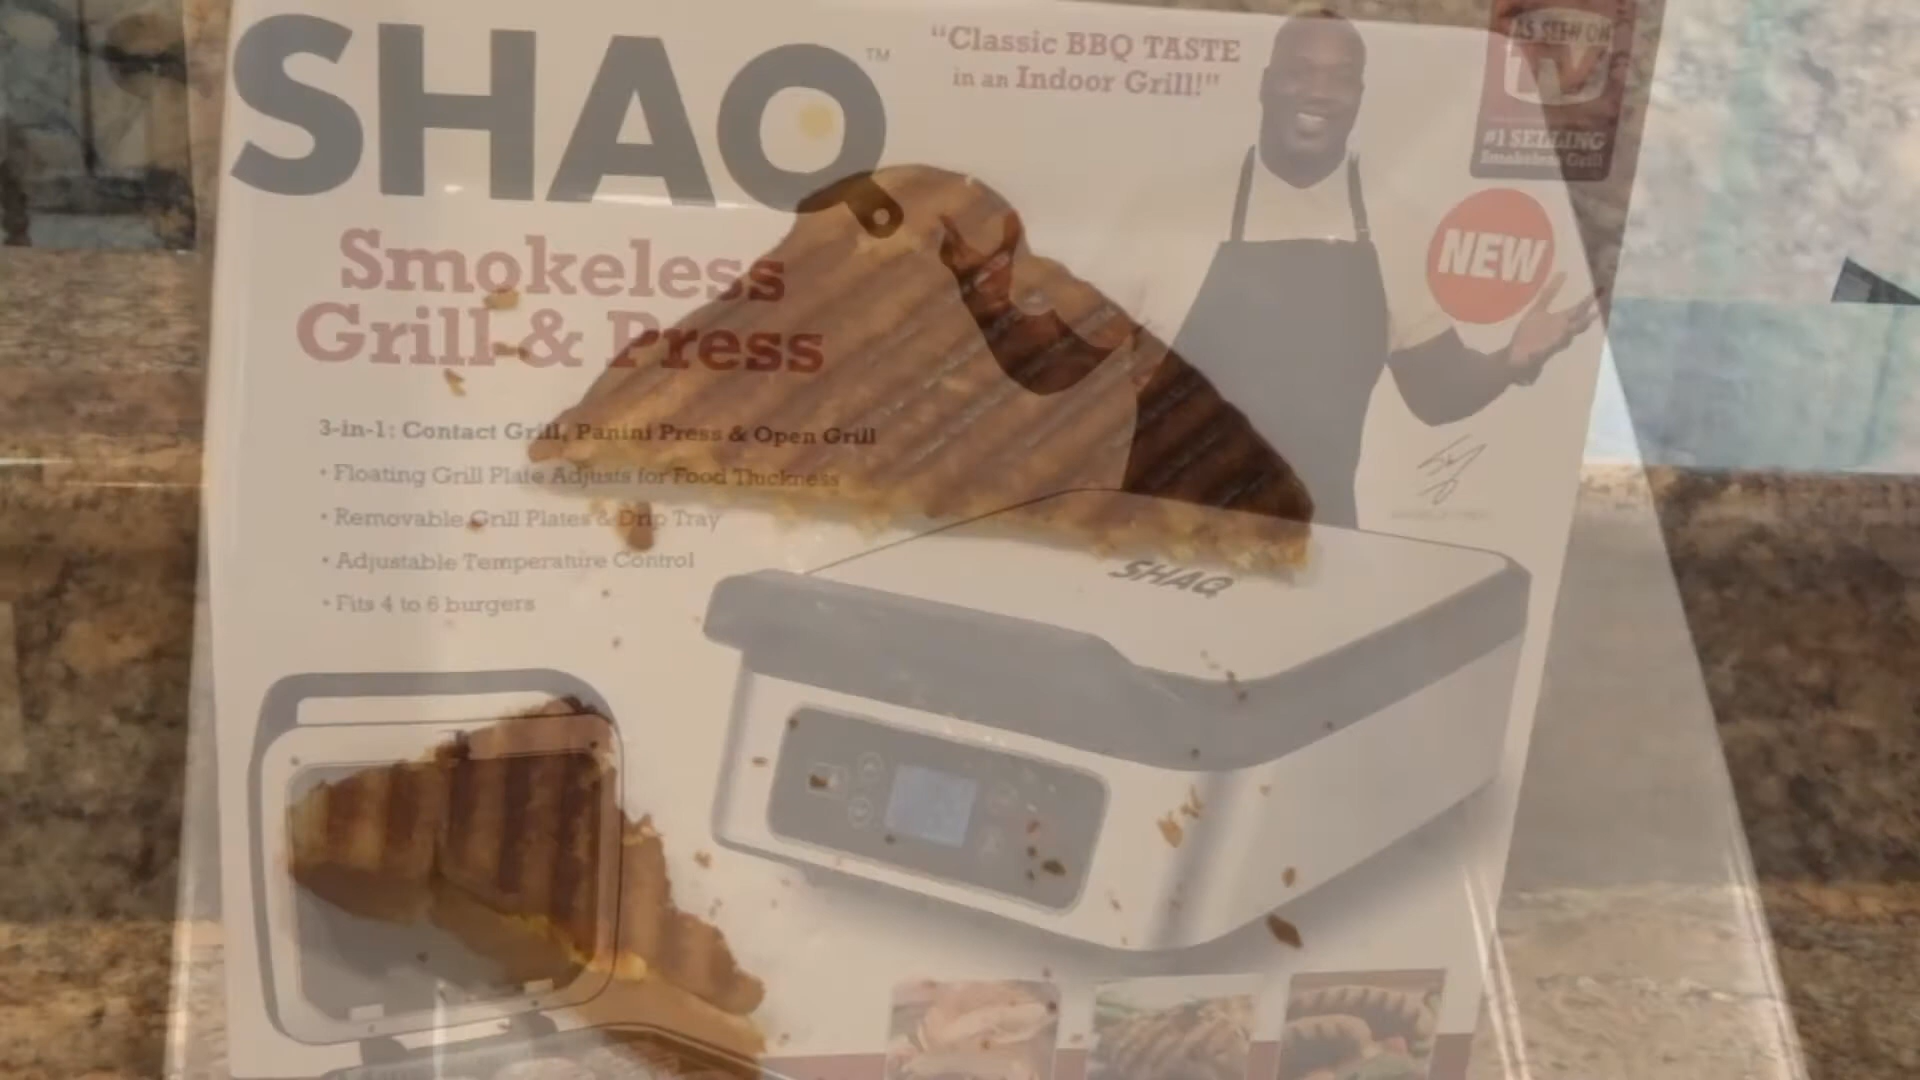 SHAQ™
"Classic BBQ TASTE
in an Indoor Grill!"
AS SEEN ON
TV
#1 SELLING
Smokeless Grill
NEW
Smokeless
Grill & Press
3-in-1: Contact Grill, Panini Press & Open Grill
• Floating Grill Plate Adjusts for Food Thickness
• Removable Grill Plates & Drip Tray
• Adjustable Temperature Control
• Fits 4 to 6 burgers
SHAQ